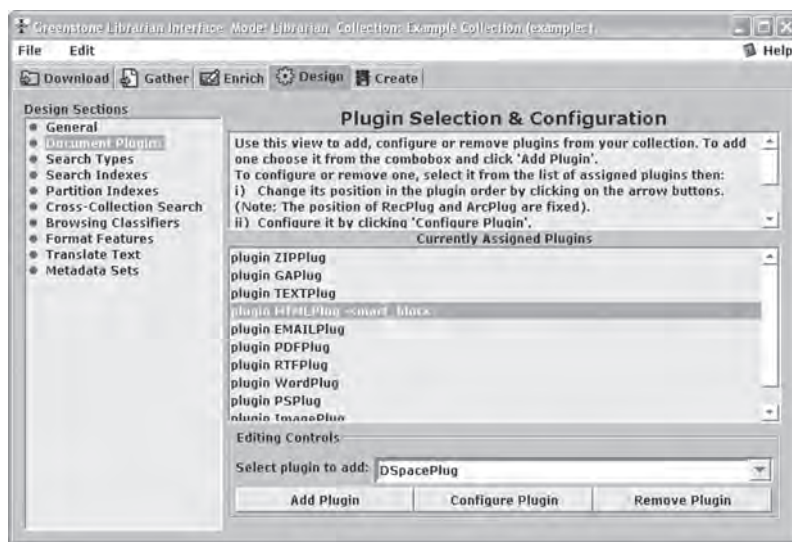 Greenstone Librarian Interface Mode: Librarian Collection: Example Collection (examples)
File Edit Help
Download Gather Enrich Design Create
Design Sections
General
Document Plugins
Search Types
Search Indexes
Partition Indexes
Cross-Collection Search
Browsing Classifiers
Format Features
Translate Text
Metadata Sets
Plugin Selection & Configuration
Use this view to add, configure or remove plugins from your collection. To add
one choose it from the combobox and click 'Add Plugin'.
To configure or remove one, select it from the list of assigned plugins then:
i) Change its position in the plugin order by clicking on the arrow buttons.
(Note: The position of RecPlug and ArcPlug are fixed).
ii) Configure it by clicking 'Configure Plugin'.
Currently Assigned Plugins
plugin ZIPPlug
plugin GAPlug
plugin TEXTPlug
plugin HTMLPlug -smart_block
plugin EMAILPlug
plugin PDFPlug
plugin RTFPlug
plugin WordPlug
plugin PSPlug
plugin ImagePlug
Editing Controls
Select plugin to add: DSpacePlug
Add Plugin Configure Plugin Remove Plugin